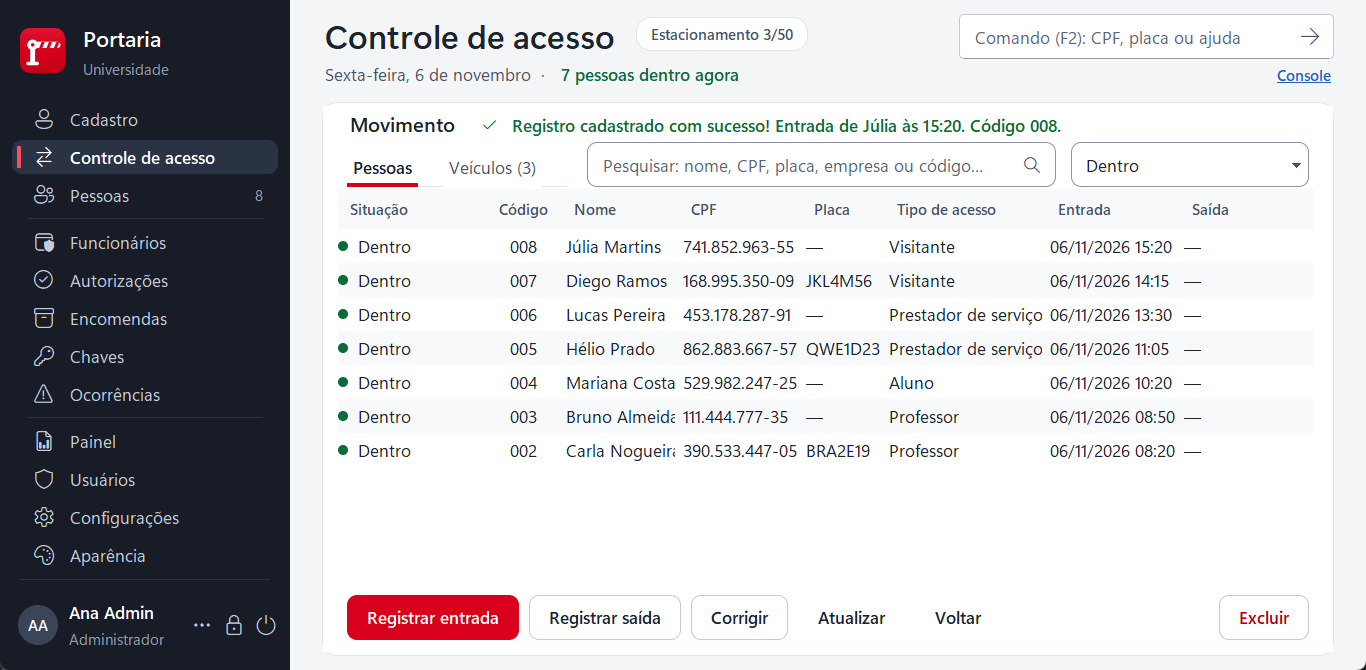 Portaria
Universidade
Cadastro
Controle de acesso
Pessoas 8
Funcionários
Autorizações
Encomendas
Chaves
Ocorrências
Painel
Usuários
Configurações
Aparência
AA
Ana Admin
Administrador
Controle de acesso
Estacionamento 3/50
Comando (F2): CPF, placa ou ajuda
Sexta-feira, 6 de novembro · 7 pessoas dentro agora
Console
Movimento
Registro cadastrado com sucesso! Entrada de Júlia às 15:20. Código 008.
Pessoas
Veículos (3)
Pesquisar: nome, CPF, placa, empresa ou código...
Dentro
Situação Código Nome CPF Placa Tipo de acesso Entrada Saída
Dentro 008 Júlia Martins 741.852.963-55 — Visitante 06/11/2026 15:20 —
Dentro 007 Diego Ramos 168.995.350-09 JKL4M56 Visitante 06/11/2026 14:15 —
Dentro 006 Lucas Pereira 453.178.287-91 — Prestador de serviço 06/11/2026 13:30 —
Dentro 005 Hélio Prado 862.883.667-57 QWE1D23 Prestador de serviço 06/11/2026 11:05 —
Dentro 004 Mariana Costa 529.982.247-25 — Aluno 06/11/2026 10:20 —
Dentro 003 Bruno Almeida 111.444.777-35 — Professor 06/11/2026 08:50 —
Dentro 002 Carla Nogueira 390.533.447-05 BRA2E19 Professor 06/11/2026 08:20 —
Registrar entrada
Registrar saída
Corrigir
Atualizar
Voltar
Excluir